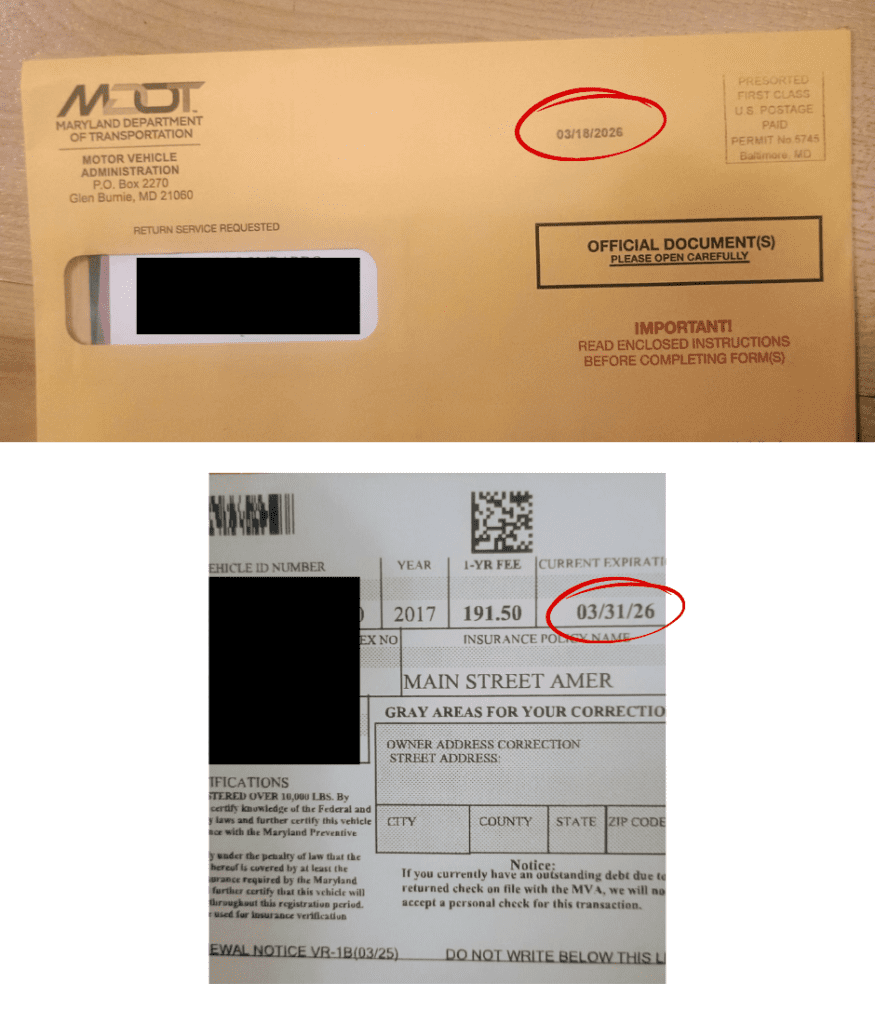 MDOT
MARYLAND DEPARTMENT
OF TRANSPORTATION
MOTOR VEHICLE
ADMINISTRATION
P.O. Box 2270
Glen Burnie, MD 21060
RETURN SERVICE REQUESTED
03/18/2026
PRESORTED
FIRST CLASS
U.S. POSTAGE
PAID
PERMIT No 5745
Baltimore, MD
OFFICIAL DOCUMENT(S)
PLEASE OPEN CAREFULLY
IMPORTANT!
READ ENCLOSED INSTRUCTIONS
BEFORE COMPLETING FORM(S)
EHICLE ID NUMBER
YEAR
1-YR FEE
CURRENT EXPIRATI
2017
191.50
03/31/26
EX NO
INSURANCE POLICY NAME
MAIN STREET AMER
GRAY AREAS FOR YOUR CORRECTIO
OWNER ADDRESS CORRECTION
STREET ADDRESS:
CITY
COUNTY
STATE
ZIP CODE
TIFICATIONS
STERED OVER 10,000 LBS. By
certify knowledge of the Federal and
y laws and further certify this vehicle
nce with the Maryland Preventive
y under the penalty of law that the
hereof is covered by at least the
surance required by the Maryland
further certify that this vehicle will
throughout this registration period.
used for insurance verification
Notice:
If you currently have an outstanding debt due to
returned check on file with the MVA, we will no
accept a personal check for this transaction.
EWAL NOTICE VR-1B(03/25)
DO NOT WRITE BELOW THIS L